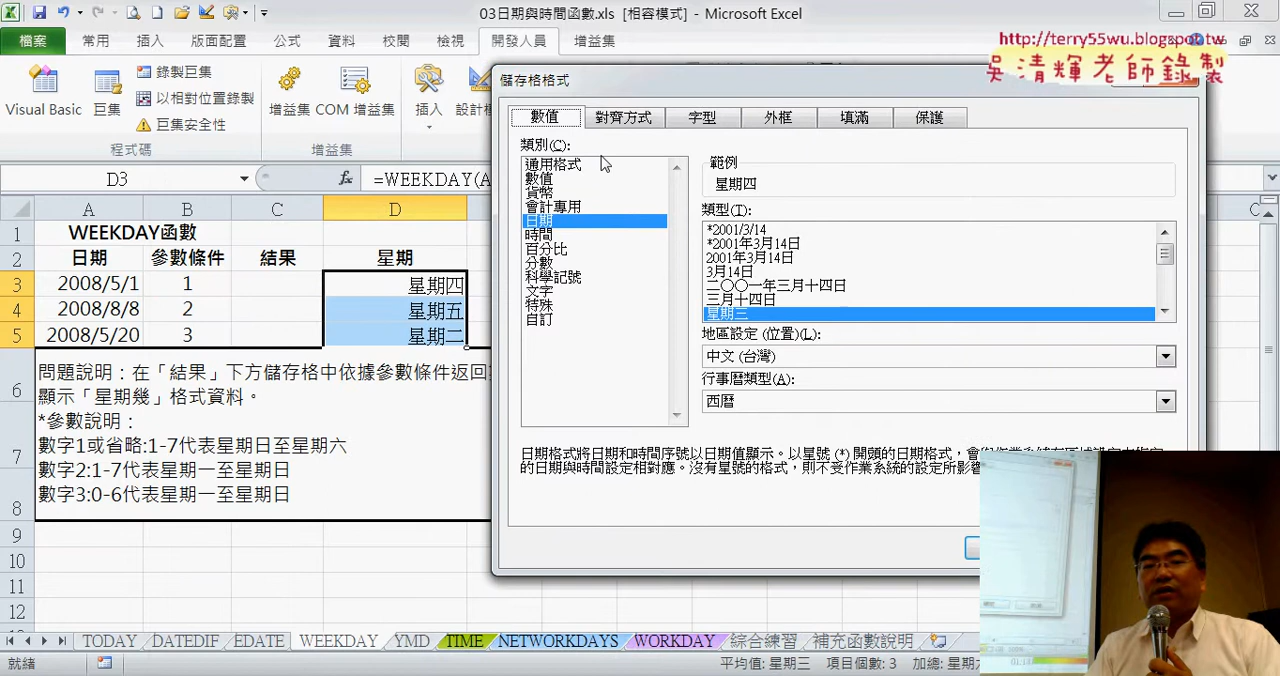 03日期與時間函數.xls [相容模式] - Microsoft Excel
http://terry55wu.blogspot.tw
吳清輝老師錄製
檔案 常用 插入 版面配置 公式 資料 校閱 檢視 開發人員 增益集
Visual Basic 巨集 錄製巨集 以相對位置錄製 巨集安全性
程式碼
增益集 COM 增益集
增益集
插入
D3 fx =WEEKDAY(A
A B C D
1 WEEKDAY函數
2 日期 參數條件 結果 星期
3 2008/5/1 1 星期四
4 2008/8/8 2 星期五
5 2008/5/20 3 星期二
6 問題說明：在「結果」下方儲存格中依據參數條件返回
顯示「星期幾」格式資料。
*參數說明：
7 數字1或省略:1-7代表星期日至星期六
數字2:1-7代表星期一至星期日
8 數字3:0-6代表星期一至星期日
9
10
11
12
儲存格格式
數值 對齊方式 字型 外框 填滿 保護
類別(C):
通用格式
數值
貨幣
會計專用
日期
時間
百分比
分數
科學記號
文字
特殊
自訂
範例
星期四
類型(T):
*2001/3/14
*2001年3月14日
2001年3月14日
3月14日
二〇〇一年三月十四日
三月十四日
星期三
地區設定 (位置)(L):
中文 (台灣)
行事曆類型(A):
西曆
日期格式將日期和時間序號以日期值顯示。以星號 (*) 開頭的日期格式，
的日期與時間設定相對應。沒有星號的格式，則不受作業系統的設定所影響
TODAY DATEDIF EDATE WEEKDAY YMD TIME NETWORKDAYS WORKDAY 綜合練習 補充函數說明
就緒 平均值: 星期三 項目個數: 3 加總: 星期